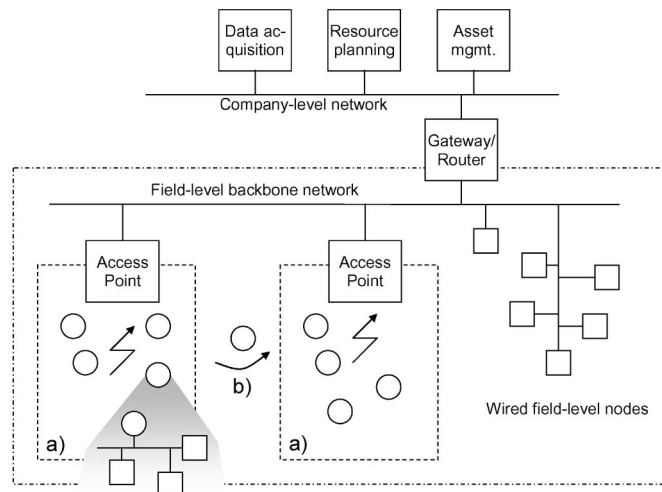 Data ac-
quisition
Resource
planning
Asset
mgmt.
Company-level network
Gateway/
Router
Field-level backbone network
Access
Point
Access
Point
b)
a)
a)
Wired field-level nodes